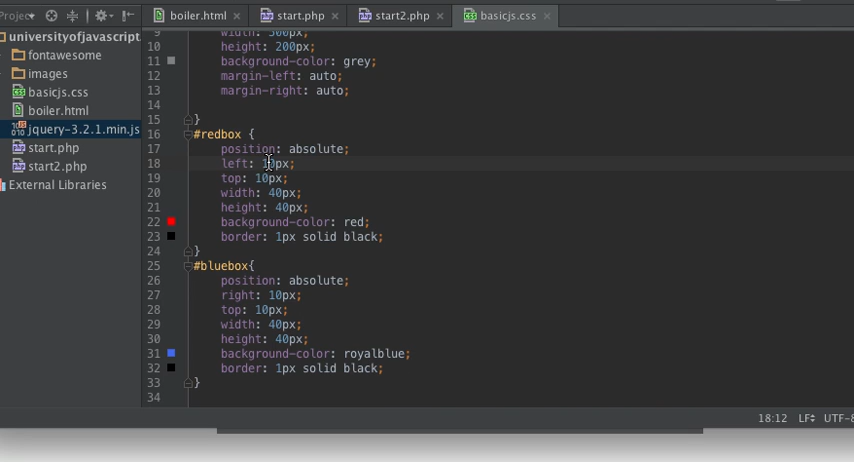 Project
boiler.html × start.php × start2.php × basicjs.css ×
universityofjavascript
fontawesome
images
basicjs.css
boiler.html
jquery-3.2.1.min.js
start.php
start2.php
External Libraries
9 width: 500px;
10 height: 200px;
11 background-color: grey;
12 margin-left: auto;
13 margin-right: auto;
14
15 }
16 #redbox {
17 position: absolute;
18 left: 10px;
19 top: 10px;
20 width: 40px;
21 height: 40px;
22 background-color: red;
23 border: 1px solid black;
24 }
25 #bluebox{
26 position: absolute;
27 right: 10px;
28 top: 10px;
29 width: 40px;
30 height: 40px;
31 background-color: royalblue;
32 border: 1px solid black;
33 }
34
18:12 LF UTF-8